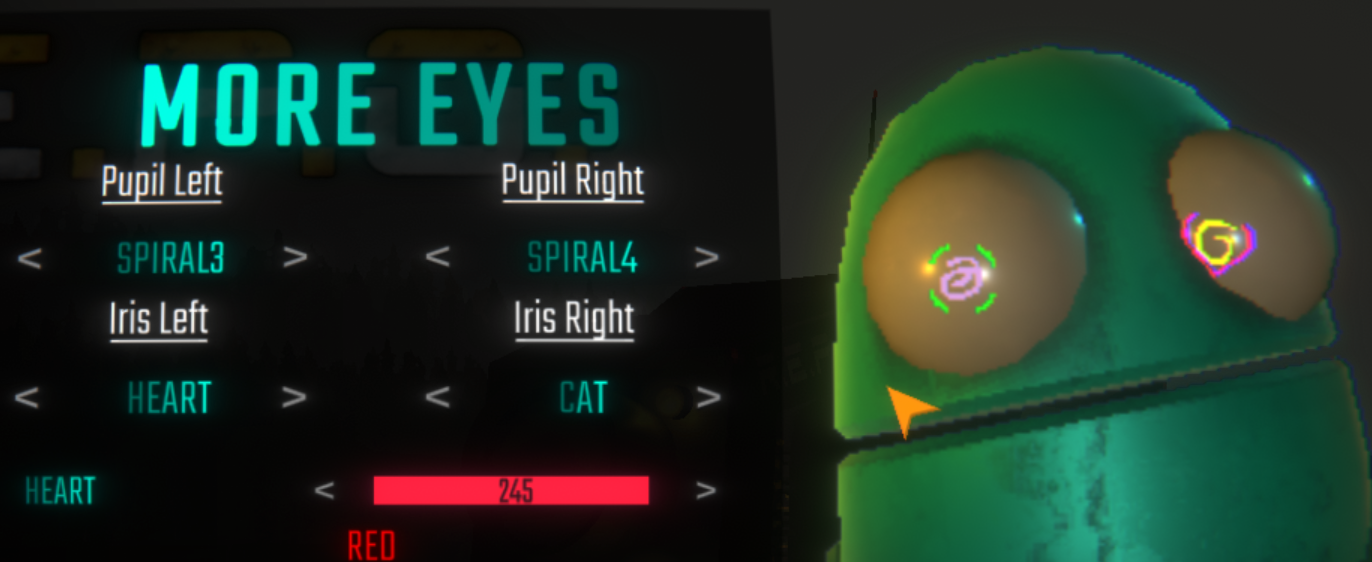 MORE EYES
Pupil Left Pupil Right
< SPIRAL3 > < SPIRAL4 >
Iris Left Iris Right
< HEART > < CAT >
HEART < 245 >
RED